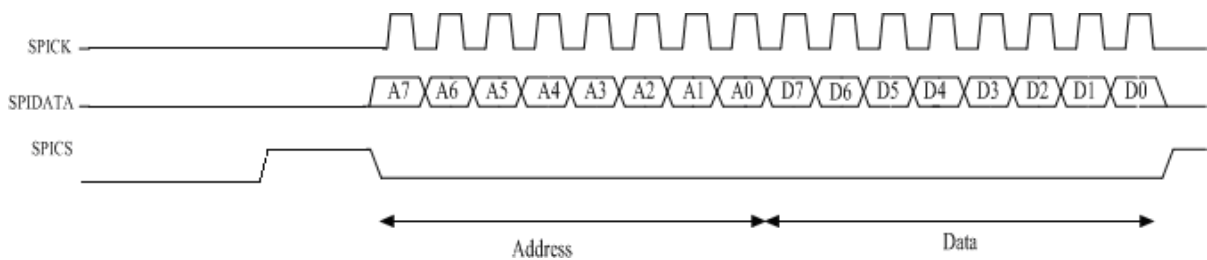 SPICK
SPIDATA A7 A6 A5 A4 A3 A2 A1 A0 D7 D6 D5 D4 D3 D2 D1 D0
SPICS
Address Data